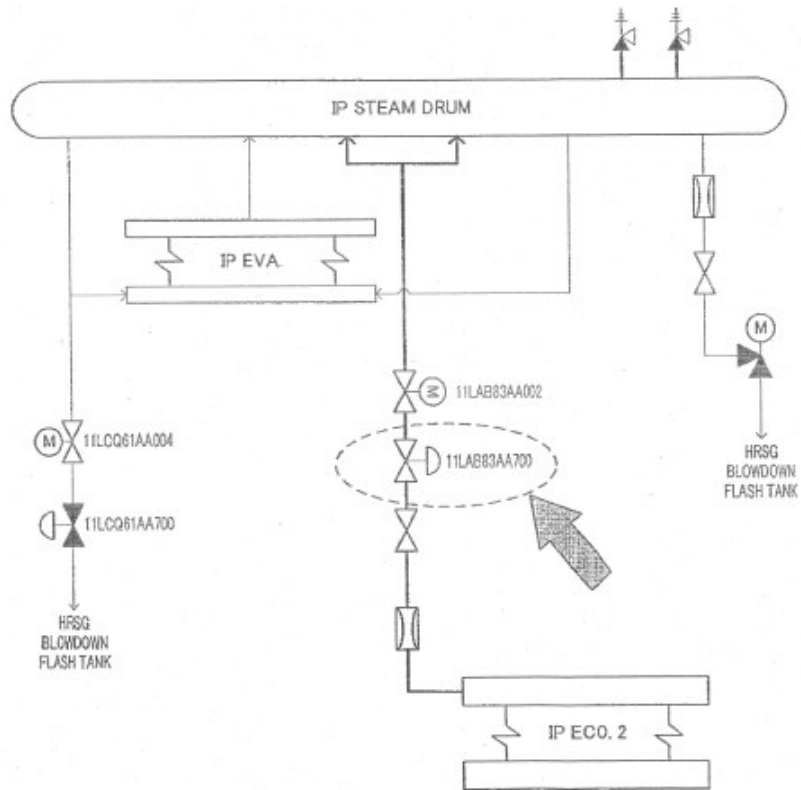 IP STEAM DRUM
IP EVA.
M
11LAB83AA002
M
11LCQ61AA004
M
11LAB83AA700
11LCQ61AA700
HRSG
BLOWDOWN
FLASH TANK
HRSG
BLOWDOWN
FLASH TANK
IP ECO. 2